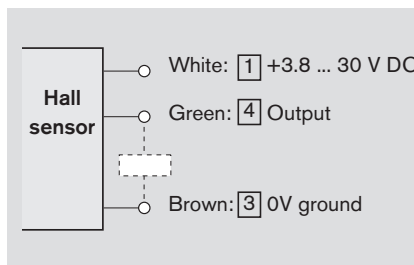 Hall
sensor
White: 1 +3.8 ... 30 V DC
Green: 4 Output
Brown: 3 0V ground